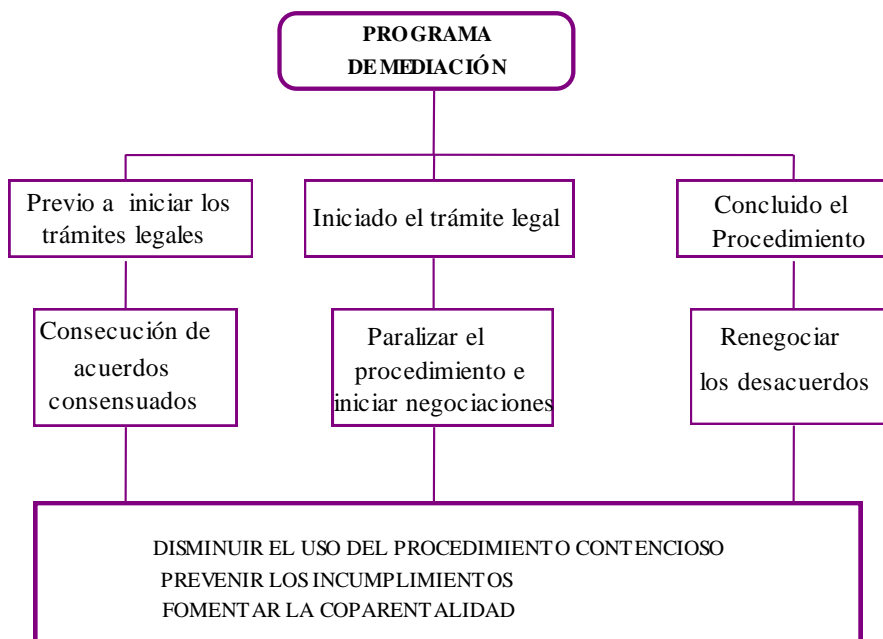 PROGRAMA
DE MEDIACIÓN
Previo a iniciar los
trámites legales
Iniciado el trámite legal
Concluido el
Procedimiento
Consecución de
acuerdos
consensuados
Paralizar el
procedimiento e
iniciar negociaciones
Renegociar
los desacuerdos
DISMINUIR EL USO DEL PROCEDIMIENTO CONTENCIOSO
PREVENIR LOS INCUMPLIMIENTOS
FOMENTAR LA COPARENTALIDAD